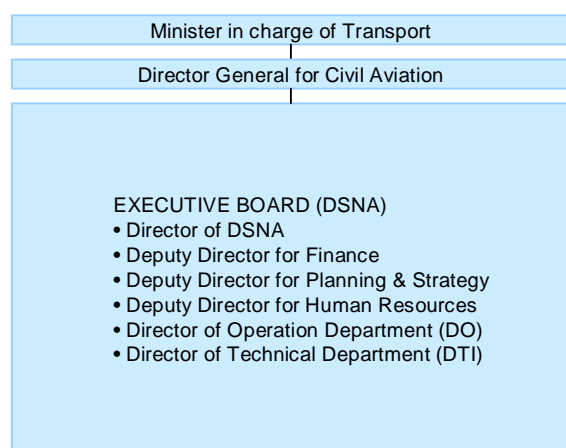 Minister in charge of Transport
Director General for Civil Aviation
EXECUTIVE BOARD (DSNA)
• Director of DSNA
• Deputy Director for Finance
• Deputy Director for Planning & Strategy
• Deputy Director for Human Resources
• Director of Operation Department (DO)
• Director of Technical Department (DTI)